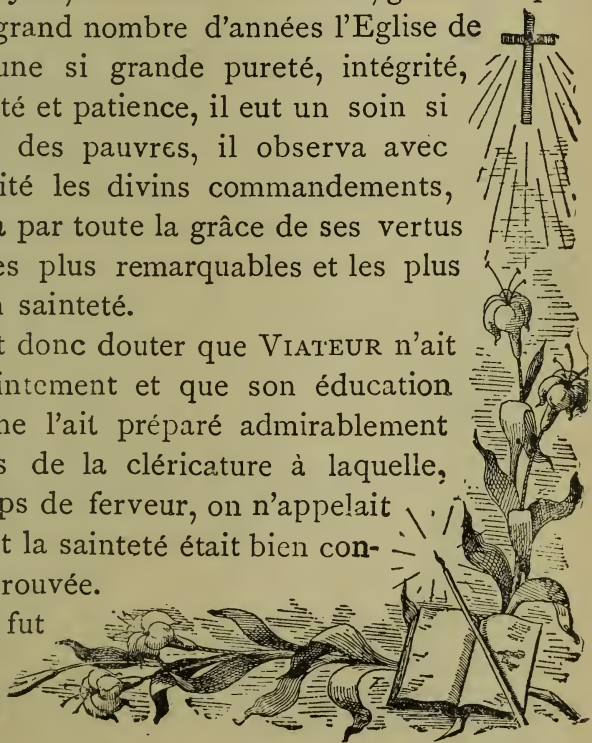 grand nombre d'années l'Eglise de
une si grande pureté, intégrité,
té et patience, il eut un soin si
des pauvres, il observa avec
ité les divins commandements,
par toute la grâce de ses vertus
es plus remarquables et les plus
sainteté.
t donc douter que VIATEUR n'ait
intement et que son éducation
ne l'ait préparé admirablement
s de la cléricature à laquelle,
ps de ferveur, on n'appelait
t la sainteté était bien con-
rouvée.
fut